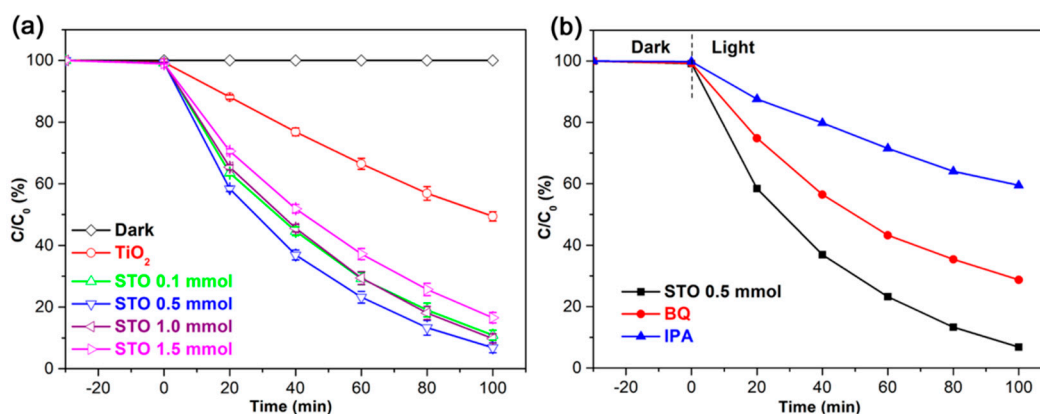 (a)
C/C0 (%)
100
80
60
40
20
0
Dark
TiO2
STO 0.1 mmol
STO 0.5 mmol
STO 1.0 mmol
STO 1.5 mmol
-20 0 20 40 60 80 100
Time (min)
(b)
C/C0 (%)
100
80
60
40
20
0
Dark Light
STO 0.5 mmol
BQ
IPA
-20 0 20 40 60 80 100
Time (min)